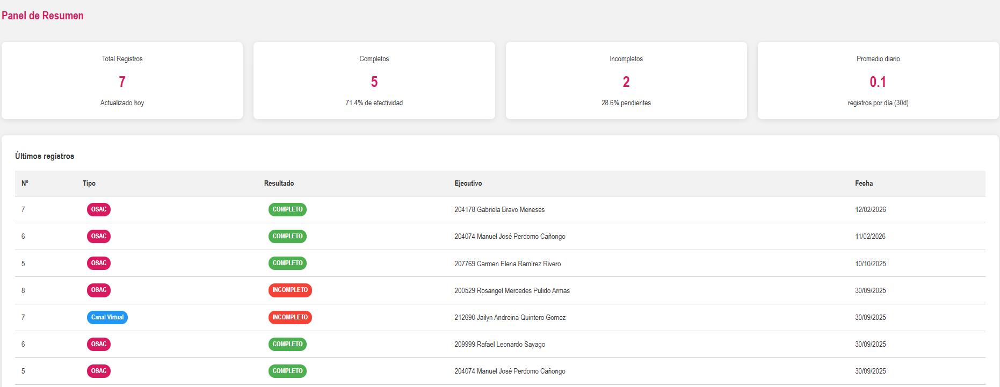 Panel de Resumen
Total Registros
7
Actualizado hoy
Completos
5
71.4% de efectividad
Incompletos
2
28.6% pendientes
Promedio diario
0.1
registros por día (30d)
Últimos registros
Nº Tipo Resultado Ejecutivo Fecha
7 OSAC COMPLETO 204178 Gabriela Bravo Meneses 12/02/2026
6 OSAC COMPLETO 204074 Manuel José Perdomo Cañongo 11/02/2026
5 OSAC COMPLETO 207769 Carmen Elena Ramírez Rivero 10/10/2025
8 OSAC INCOMPLETO 200529 Rosangel Mercedes Pulido Armas 30/09/2025
7 Canal Virtual INCOMPLETO 212690 Jailyn Andreina Quintero Gomez 30/09/2025
6 OSAC COMPLETO 209999 Rafael Leonardo Sayago 30/09/2025
5 OSAC COMPLETO 204074 Manuel José Perdomo Cañongo 30/09/2025